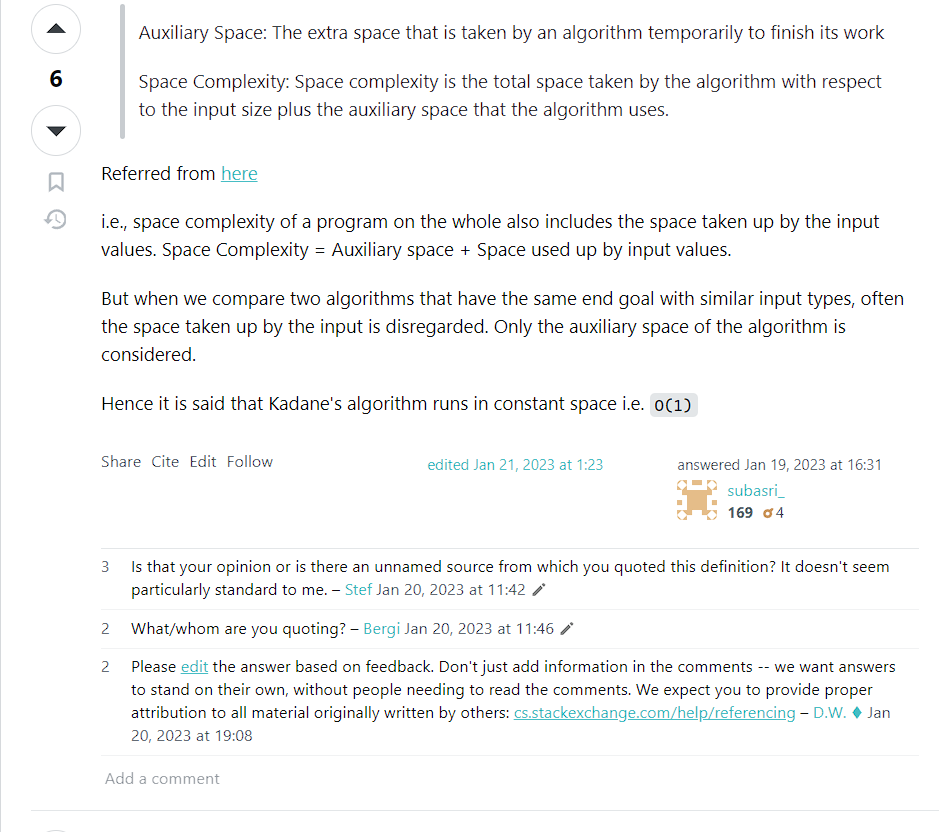 Auxiliary Space: The extra space that is taken by an algorithm temporarily to finish its work
6
Space Complexity: Space complexity is the total space taken by the algorithm with respect
to the input size plus the auxiliary space that the algorithm uses.
Referred from here
i.e., space complexity of a program on the whole also includes the space taken up by the input
values. Space Complexity = Auxiliary space + Space used up by input values.
But when we compare two algorithms that have the same end goal with similar input types, often
the space taken up by the input is disregarded. Only the auxiliary space of the algorithm is
considered.
Hence it is said that Kadane's algorithm runs in constant space i.e. O(1)
Share Cite Edit Follow
edited Jan 21, 2023 at 1:23
answered Jan 19, 2023 at 16:31
subasri_
169 4
3 Is that your opinion or is there an unnamed source from which you quoted this definition? It doesn't seem
particularly standard to me. – Stef Jan 20, 2023 at 11:42
2 What/whom are you quoting? – Bergi Jan 20, 2023 at 11:46
2 Please edit the answer based on feedback. Don't just add information in the comments -- we want answers
to stand on their own, without people needing to read the comments. We expect you to provide proper
attribution to all material originally written by others: cs.stackexchange.com/help/referencing – D.W. ♦ Jan
20, 2023 at 19:08
Add a comment